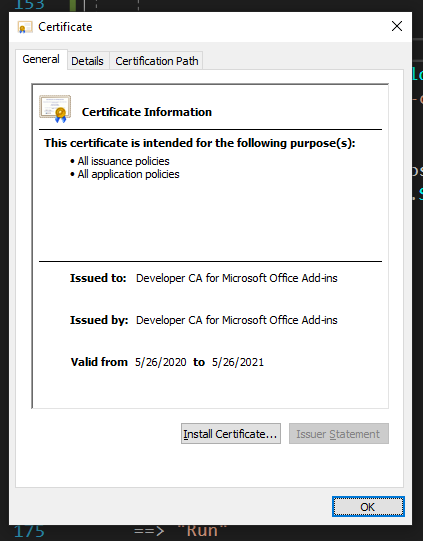 153
Certificate
General Details Certification Path
Certificate Information
This certificate is intended for the following purpose(s):
• All issuance policies
• All application policies
Issued to: Developer CA for Microsoft Office Add-ins
Issued by: Developer CA for Microsoft Office Add-ins
Valid from 5/26/2020 to 5/26/2021
Install Certificate...
Issuer Statement
OK
175 ==> "Run"